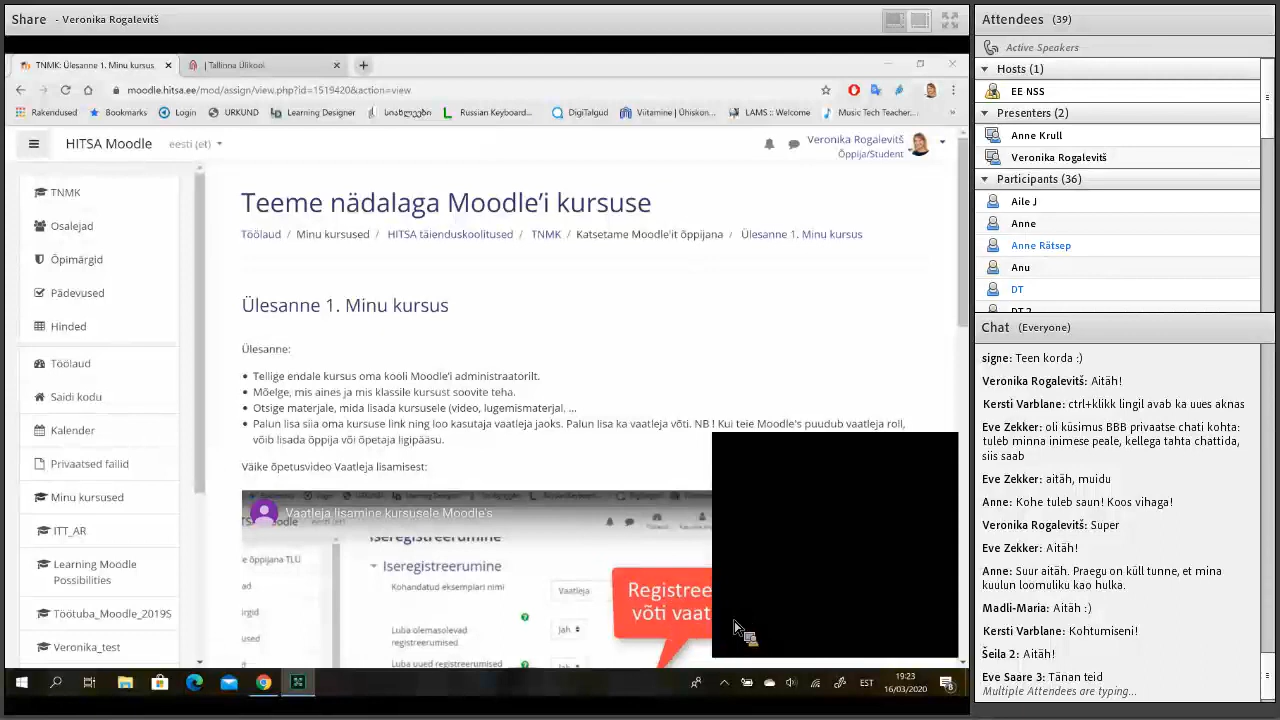 Share - Veronika Rogalevitš
TNMK: Ülesanne 1. Minu kursus
| Tallinna Ülikool
moodle.hitsa.ee/mod/assign/view.php?id=1519420&action=view
Rakendused Bookmarks Login URKUND Learning Designer სიახლეები Russian Keyboard... DigiTalgud Viitamine | Ühiskon... LAMS :: Welcome Music Tech Teacher...
HITSA Moodle eesti (et)
Veronika Rogalevitš
Õppija/Student
TNMK
Osalejad
Õpimärgid
Pädevused
Hinded
Töölaud
Saidi kodu
Kalender
Privaatsed failid
Minu kursused
ITT_AR
Learning Moodle
Possibilities
Töötuba_Moodle_2019S
Veronika_test
Teeme nädalaga Moodle’i kursuse
Töölaud / Minu kursused / HITSA täienduskoolitused / TNMK / Katsetame Moodle'it õppijana / Ülesanne 1. Minu kursus
Ülesanne 1. Minu kursus
Ülesanne:
Tellige endale kursus oma kooli Moodle'i administraatorilt.
Mõelge, mis aines ja mis klassile kursust soovite teha.
Otsige materjale, mida lisada kursusele (video, lugemismaterjal. ...
Palun lisa siia oma kursuse link ning loo kasutaja vaatleja jaoks. Palun lisa ka vaatleja võti. NB ! Kui teie Moodle's puudub vaatleja roll,
võib lisada õppija või õpetaja ligipääsu.
Väike õpetusvideo Vaatleja lisamisest:
Vaatleja lisamine kursusele Moodle's
Iseregistreerumine
Iseregistreerumine
e õppijana TLU
Kohandatud eksemplari nimi
Vaatleja
Luba olemasolevad
registreerumised
Jah
Luba uued registreerumised
Jah
Registree
võti vaat
EST
19:23
16/03/2020
Attendees (39)
Active Speakers
Hosts (1)
EE NSS
Presenters (2)
Anne Krull
Veronika Rogalevitš
Participants (36)
Aile J
Anne
Anne Rätsep
Anu
DT
DT 2
Chat (Everyone)
signe: Teen korda :)
Veronika Rogalevitš: Aitäh!
Kersti Varblane: ctrl+klikk lingil avab ka uues aknas
Eve Zekker: oli küsimus BBB privaatse chati kohta:
tuleb minna inimese peale, kellega tahta chattida,
siis saab
Eve Zekker: aitäh, muidu
Anne: Kohe tuleb saun! Koos vihaga!
Veronika Rogalevitš: Super
Eve Zekker: Aitäh!
Anne: Suur aitäh. Praegu on küll tunne, et mina
kuulun loomuliku kao hulka.
Madli-Maria: Aitäh :)
Kersti Varblane: Kohtumiseni!
Šeila 2: Aitäh!
Eve Saare 3: Tänan teid
Multiple Attendees are typing...